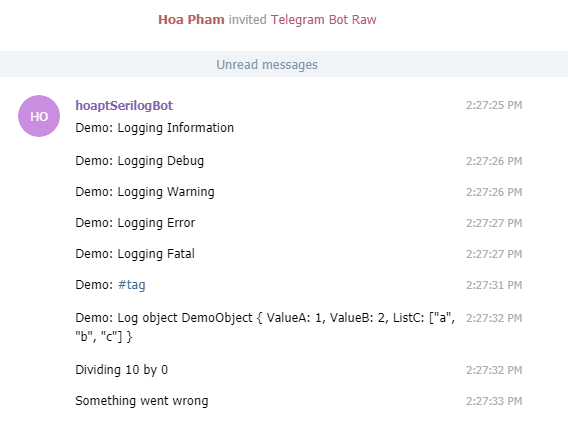 Hoa Pham invited Telegram Bot Raw
Unread messages
HO
hoaptSerilogBot 2:27:25 PM
Demo: Logging Information
Demo: Logging Debug 2:27:26 PM
Demo: Logging Warning 2:27:26 PM
Demo: Logging Error 2:27:27 PM
Demo: Logging Fatal 2:27:27 PM
Demo: #tag 2:27:31 PM
Demo: Log object DemoObject { ValueA: 1, ValueB: 2, ListC: ["a", 2:27:32 PM
"b", "c"] }
Dividing 10 by 0 2:27:32 PM
Something went wrong 2:27:33 PM